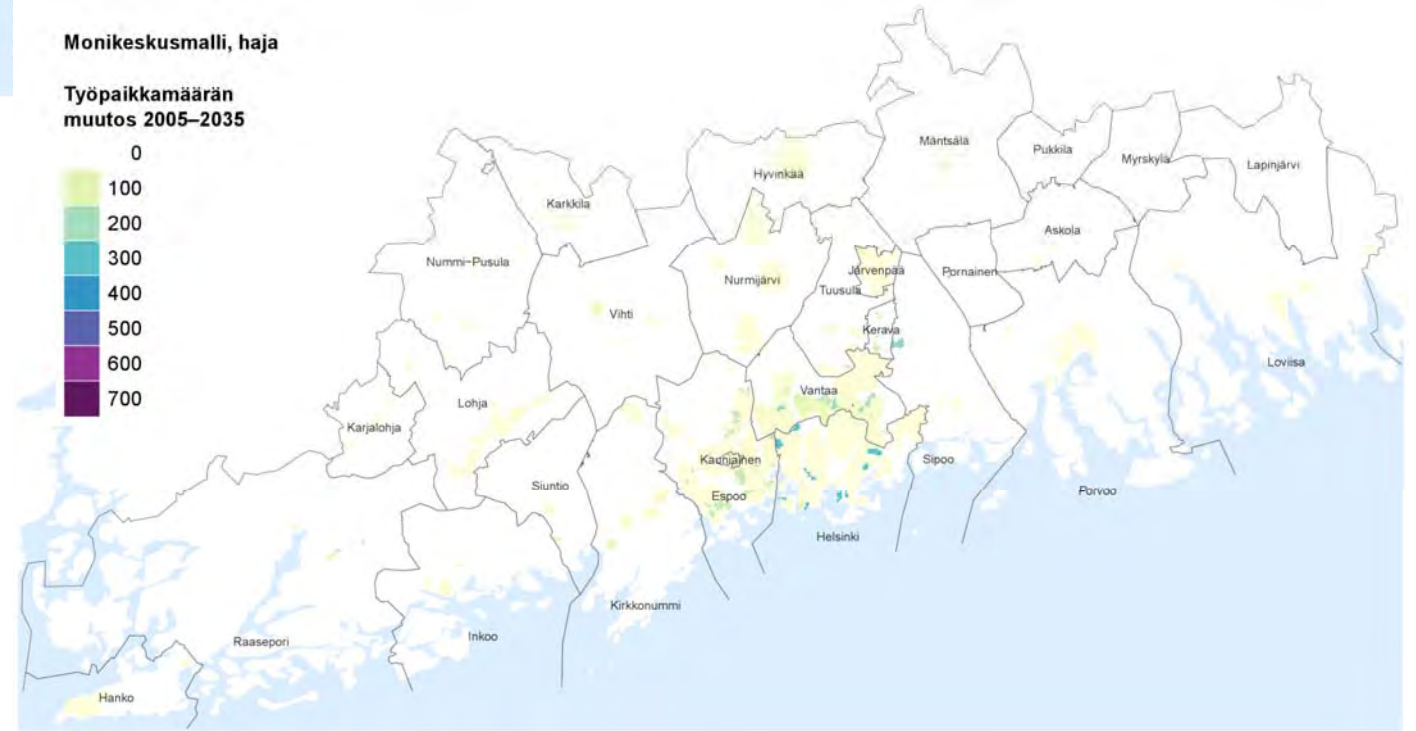 Monikeskusmalli, haja
Työpaikkamäärän
muutos 2005–2035
0
100
200
300
400
500
600
700
Mäntsälä
Pukkila
Myrskylä
Lapinjärvi
Hyvinkää
Karkkila
Askola
Nummi-Pusula
Nurmijärvi
Järvenpää
Pornainen
Tuusula
Vihti
Kerava
Loviisa
Vantaa
Lohja
Karjalohja
Kauniainen
Sipoo
Siuntio
Espoo
Porvoo
Helsinki
Kirkkonummi
Inkoo
Raasepori
Hanko